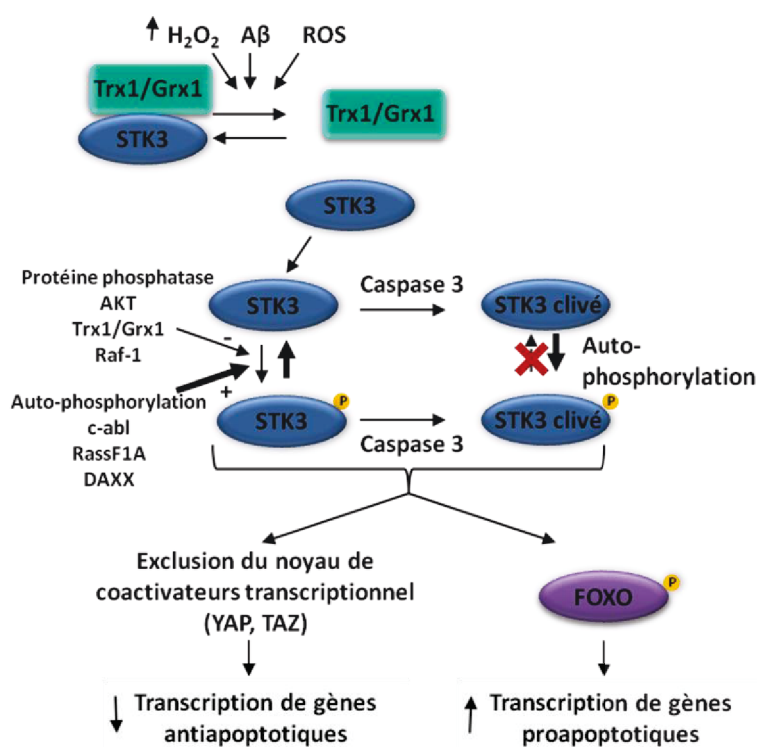 H₂O₂ Aβ ROS
Trx1/Grx1
STK3
Trx1/Grx1
STK3
Protéine phosphatase
AKT
Trx1/Grx1
Raf-1
-
STK3
Caspase 3
STK3 clivé
Auto-
phosphorylation
+
Auto-phosphorylation
c-abl
RassF1A
DAXX
STK3
P
Caspase 3
STK3 clivé
P
Exclusion du noyau de
coactivateurs transcriptionnel
(YAP, TAZ)
FOXO
P
Transcription de gènes
antiapoptotiques
Transcription de gènes
proapoptotiques